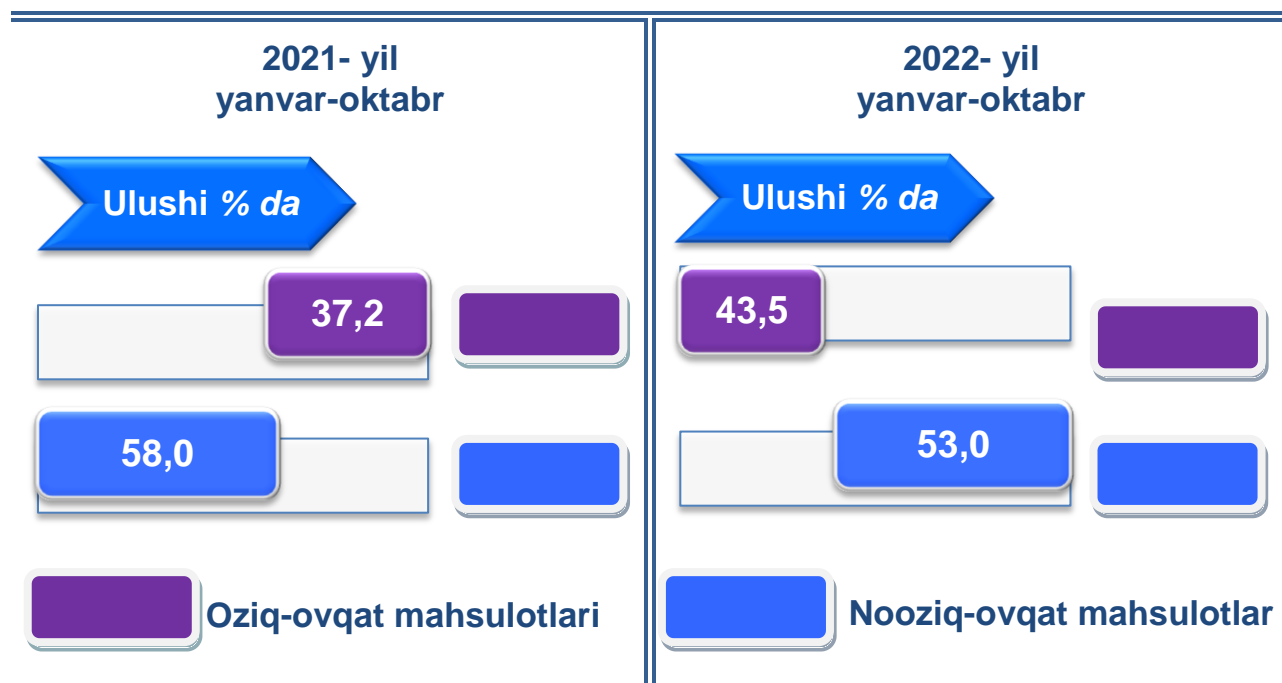 2021- yil
yanvar-oktabr
Ulushi % da
37,2
58,0
2022- yil
yanvar-oktabr
Ulushi % da
43,5
53,0
Oziq-ovqat mahsulotlari
Nooziq-ovqat mahsulotlar